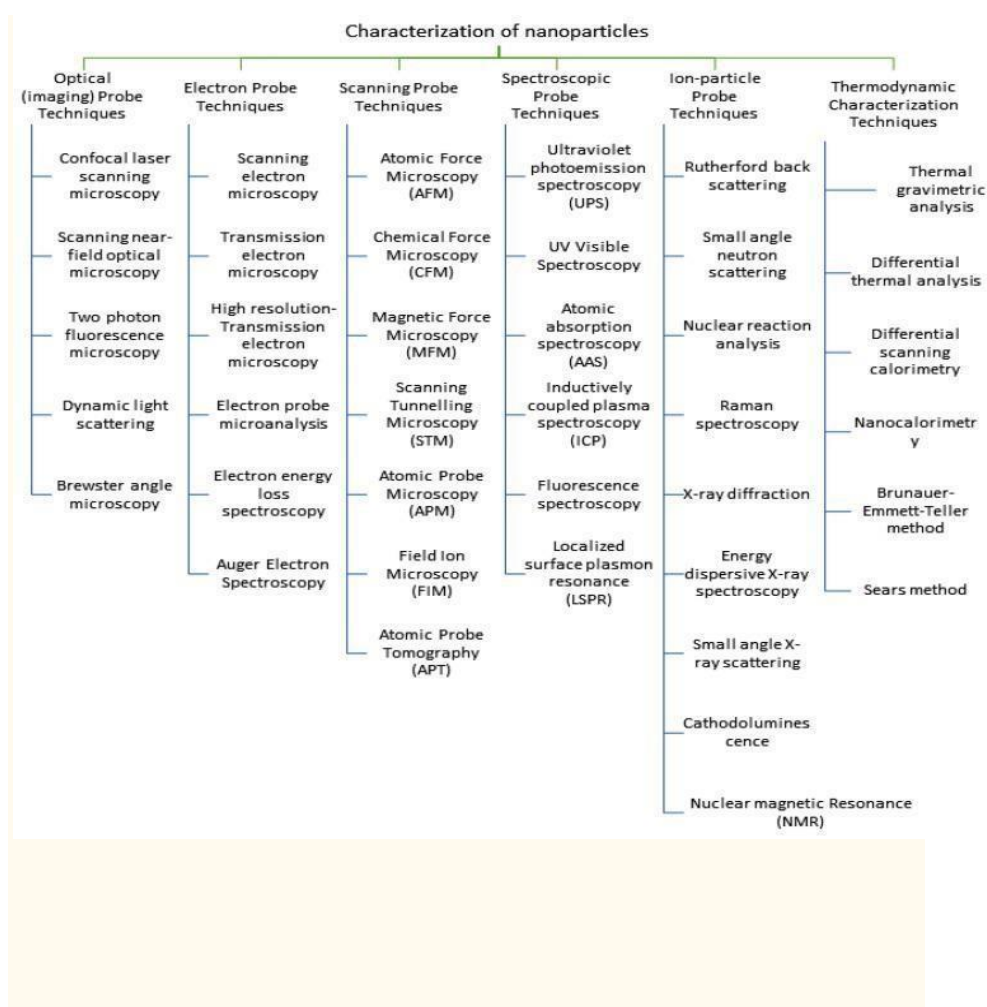 Characterization of nanoparticles
Optical
(imaging) Probe
Techniques
Confocal laser
scanning
microscopy
Scanning near-
field optical
microscopy
Two photon
fluorescence
microscopy
Dynamic light
scattering
Brewster angle
microscopy
Electron Probe
Techniques
Scanning
electron
microscopy
Transmission
electron
microscopy
High resolution-
Transmission
electron
microscopy
Electron probe
microanalysis
Electron energy
loss
spectroscopy
Auger Electron
Spectroscopy
Scanning Probe
Techniques
Atomic Force
Microscopy
(AFM)
Chemical Force
Microscopy
(CFM)
Magnetic Force
Microscopy
(MFM)
Scanning
Tunnelling
Microscopy
(STM)
Atomic Probe
Microscopy
(APM)
Field Ion
Microscopy
(FIM)
Atomic Probe
Tomography
(APT)
Spectroscopic
Probe
Techniques
Ultraviolet
photoemission
spectroscopy
(UPS)
UV Visible
Spectroscopy
Atomic
absorption
spectroscopy
(AAS)
Inductively
coupled plasma
spectroscopy
(ICP)
Fluorescence
spectroscopy
Localized
surface plasmon
resonance
(LSPR)
Ion-particle
Probe
Techniques
Rutherford back
scattering
Small angle
neutron
scattering
Nuclear reaction
analysis
Raman
spectroscopy
X-ray diffraction
Energy
dispersive X-ray
spectroscopy
Small angle X-
ray scattering
Cathodolumines
cence
Nuclear magnetic Resonance
(NMR)
Thermodynamic
Characterization
Techniques
Thermal
gravimetric
analysis
Differential
thermal analysis
Differential
scanning
calorimetry
Nanocalorimetr
y
Brunauer-
Emmett-Teller
method
Sears method